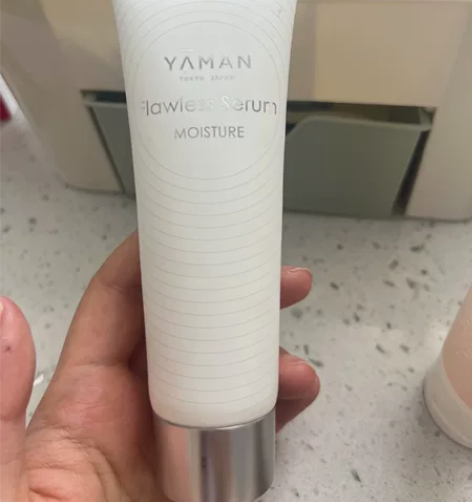 YAMAN
TOKYO JAPAN
Flawless Serum
MOISTURE